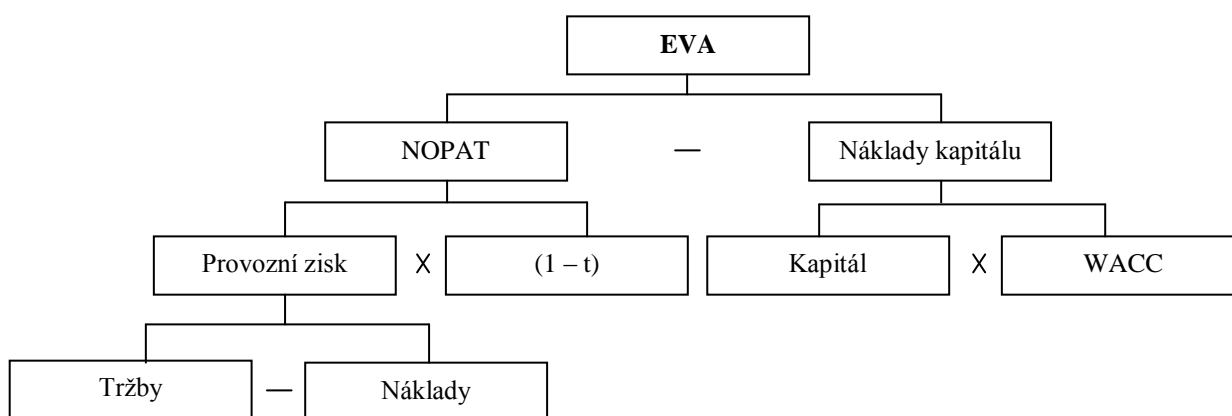 EVA
NOPAT — Náklady kapitálu
Provozní zisk X (1 – t) Kapitál X WACC
Tržby — Náklady